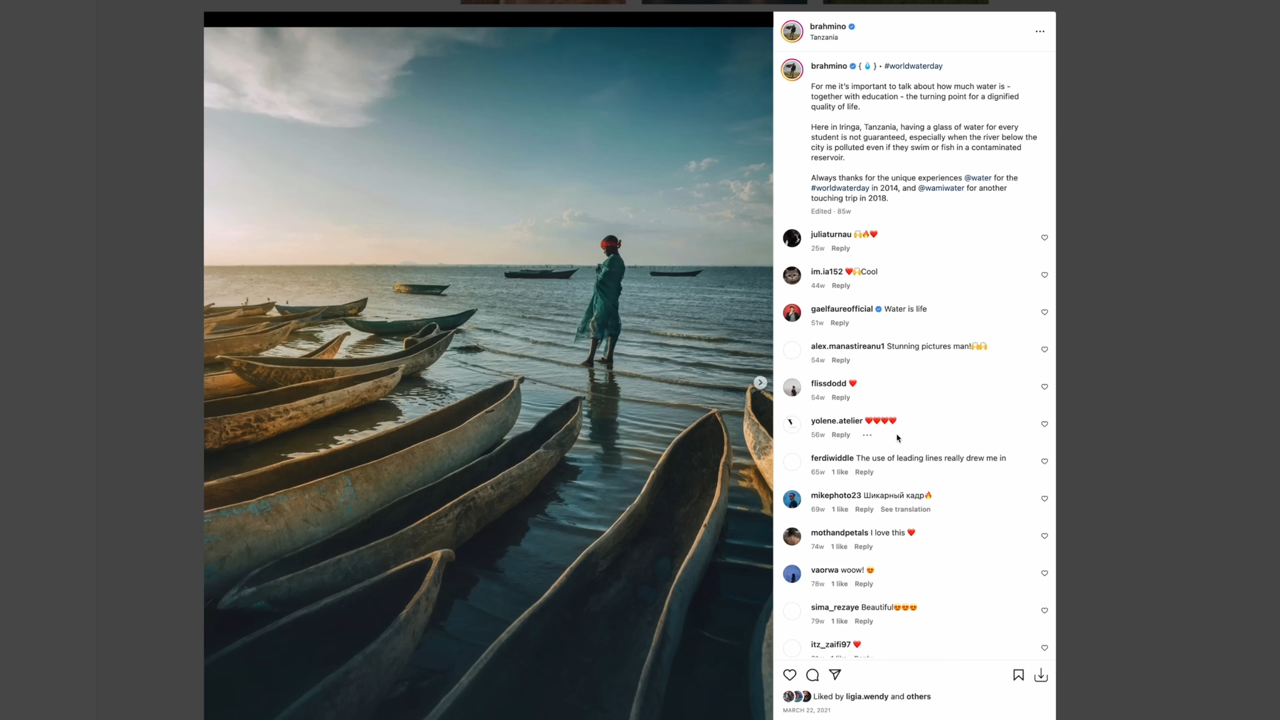 brahmino
Tanzania
brahmino { 💧 } • #worldwaterday
For me it's important to talk about how much water is -
together with education - the turning point for a dignified
quality of life.
Here in Iringa, Tanzania, having a glass of water for every
student is not guaranteed, especially when the river below the
city is polluted even if they swim or fish in a contaminated
reservoir.
Always thanks for the unique experiences @water for the
#worldwaterday in 2014, and @wamiwater for another
touching trip in 2018.
Edited · 85w
juliaturnau 🙌🔥❤️
25w Reply
im.ia152 ❤️🙌Cool
44w Reply
gaelfaureofficial Water is life
51w Reply
alex.manastireanu1 Stunning pictures man!🙌🙌
54w Reply
flissdodd ❤️
54w Reply
yolene.atelier ❤️❤️❤️❤️
56w Reply ...
ferdiwiddle The use of leading lines really drew me in
65w 1 like Reply
mikephoto23 Шикарный кадр🔥
69w 1 like Reply See translation
mothandpetals I love this ❤️
74w 1 like Reply
vaorwa woow! 😍
78w 1 like Reply
sima_rezaye Beautiful😍😍😍
79w 1 like Reply
itz_zaifi97 ❤️
Liked by ligia.wendy and others
MARCH 22, 2021